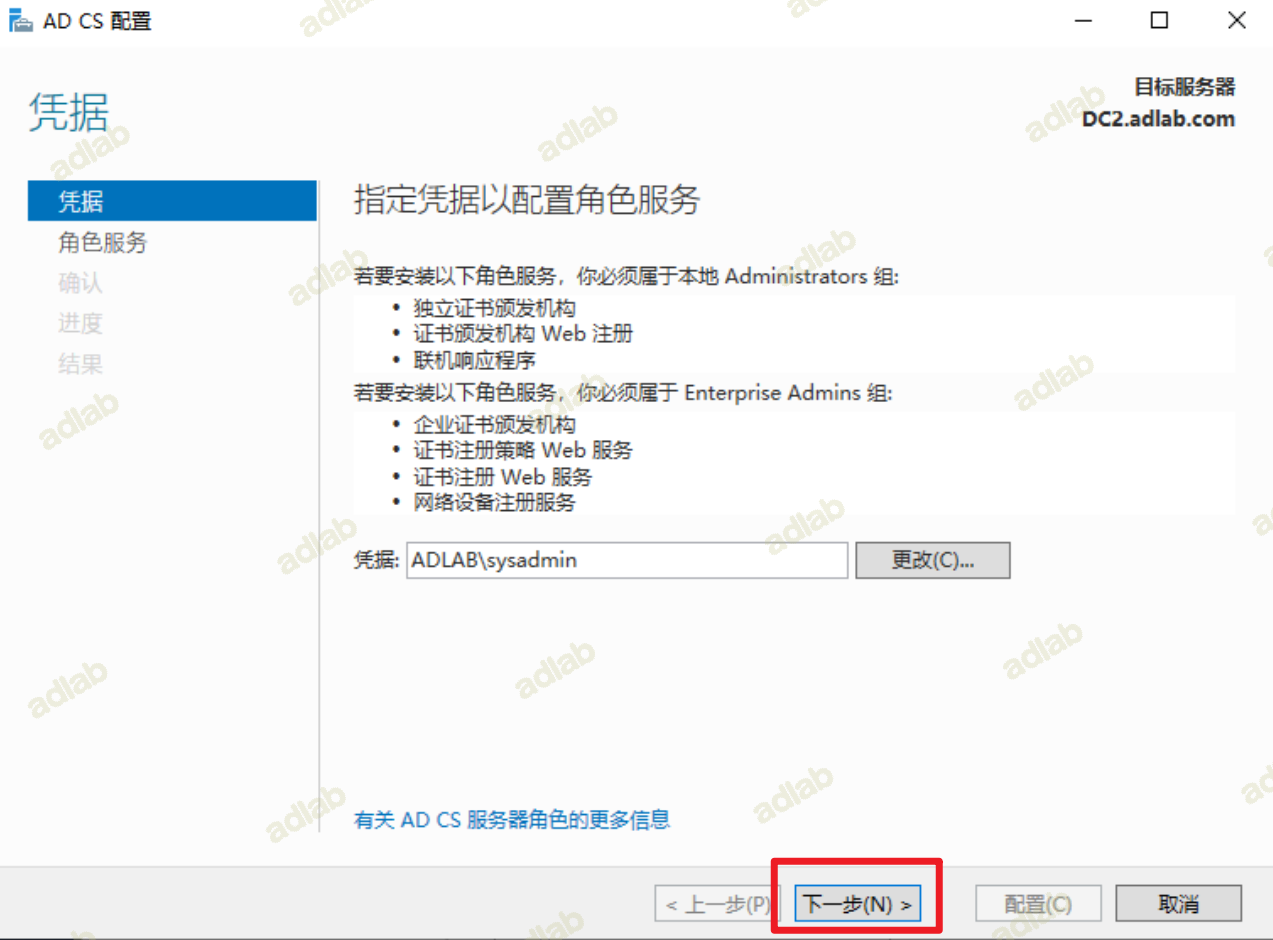 AD CS 配置
凭据
目标服务器
DC2.adlab.com
凭据
角色服务
确认
进度
结果
指定凭据以配置角色服务
若要安装以下角色服务，你必须属于本地 Administrators 组:
• 独立证书颁发机构
• 证书颁发机构 Web 注册
• 联机响应程序
若要安装以下角色服务，你必须属于 Enterprise Admins 组:
• 企业证书颁发机构
• 证书注册策略 Web 服务
• 证书注册 Web 服务
• 网络设备注册服务
凭据: ADLAB\sysadmin 更改(C)...
有关 AD CS 服务器角色的更多信息
< 上一步(P) 下一步(N) > 配置(C) 取消
adlab